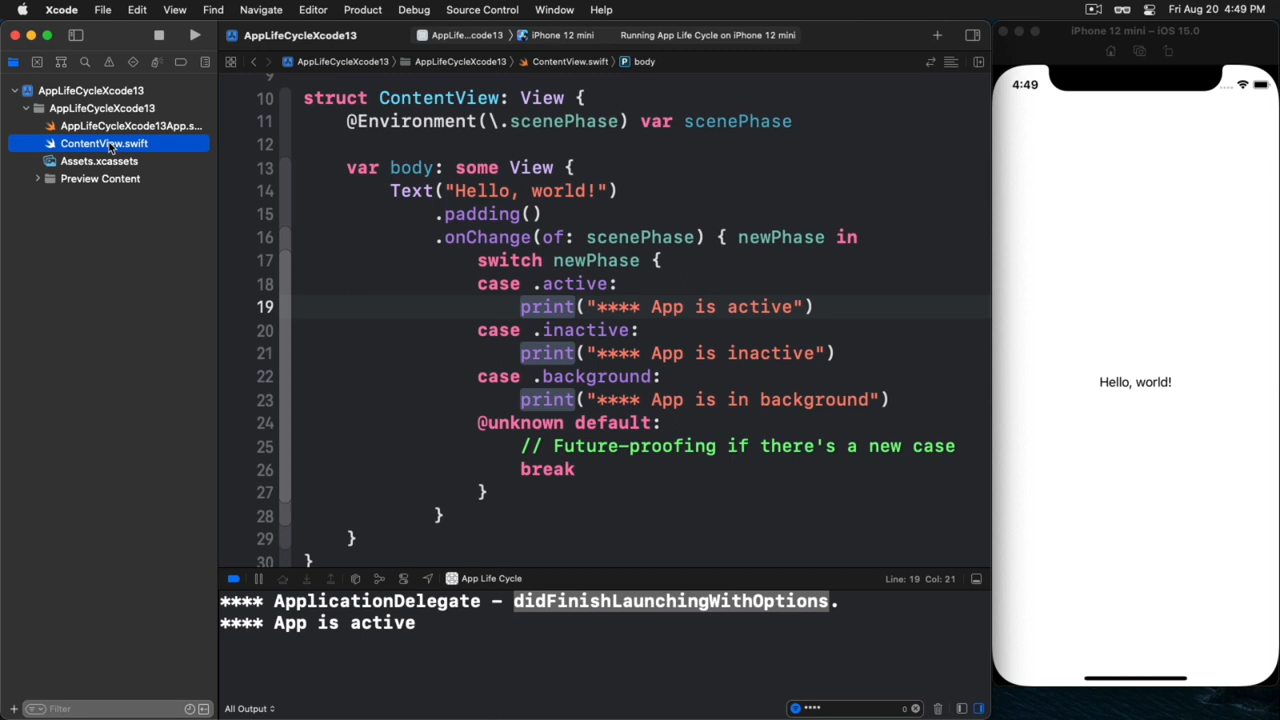 Xcode File Edit View Find Navigate Editor Product Debug Source Control Window Help Fri Aug 20 4:49 PM
AppLifeCycleXcode13 AppLife...code13 iPhone 12 mini Running App Life Cycle on iPhone 12 mini
iPhone 12 mini – iOS 15.0
AppLifeCycleXcode13 AppLifeCycleXcode13 ContentView.swift body
AppLifeCycleXcode13
AppLifeCycleXcode13
AppLifeCycleXcode13App.s...
ContentView.swift
Assets.xcassets
Preview Content
9
10 struct ContentView: View {
11 @Environment(\.scenePhase) var scenePhase
12
13 var body: some View {
14 Text("Hello, world!")
15 .padding()
16 .onChange(of: scenePhase) { newPhase in
17 switch newPhase {
18 case .active:
19 print("**** App is active")
20 case .inactive:
21 print("**** App is inactive")
22 case .background:
23 print("**** App is in background")
24 @unknown default:
25 // Future-proofing if there's a new case
26 break
27 }
28 }
29 }
30 }
App Life Cycle Line: 19 Col: 21
**** ApplicationDelegate - didFinishLaunchingWithOptions.
**** App is active
Filter
All Output
**** 0
4:49
Hello, world!